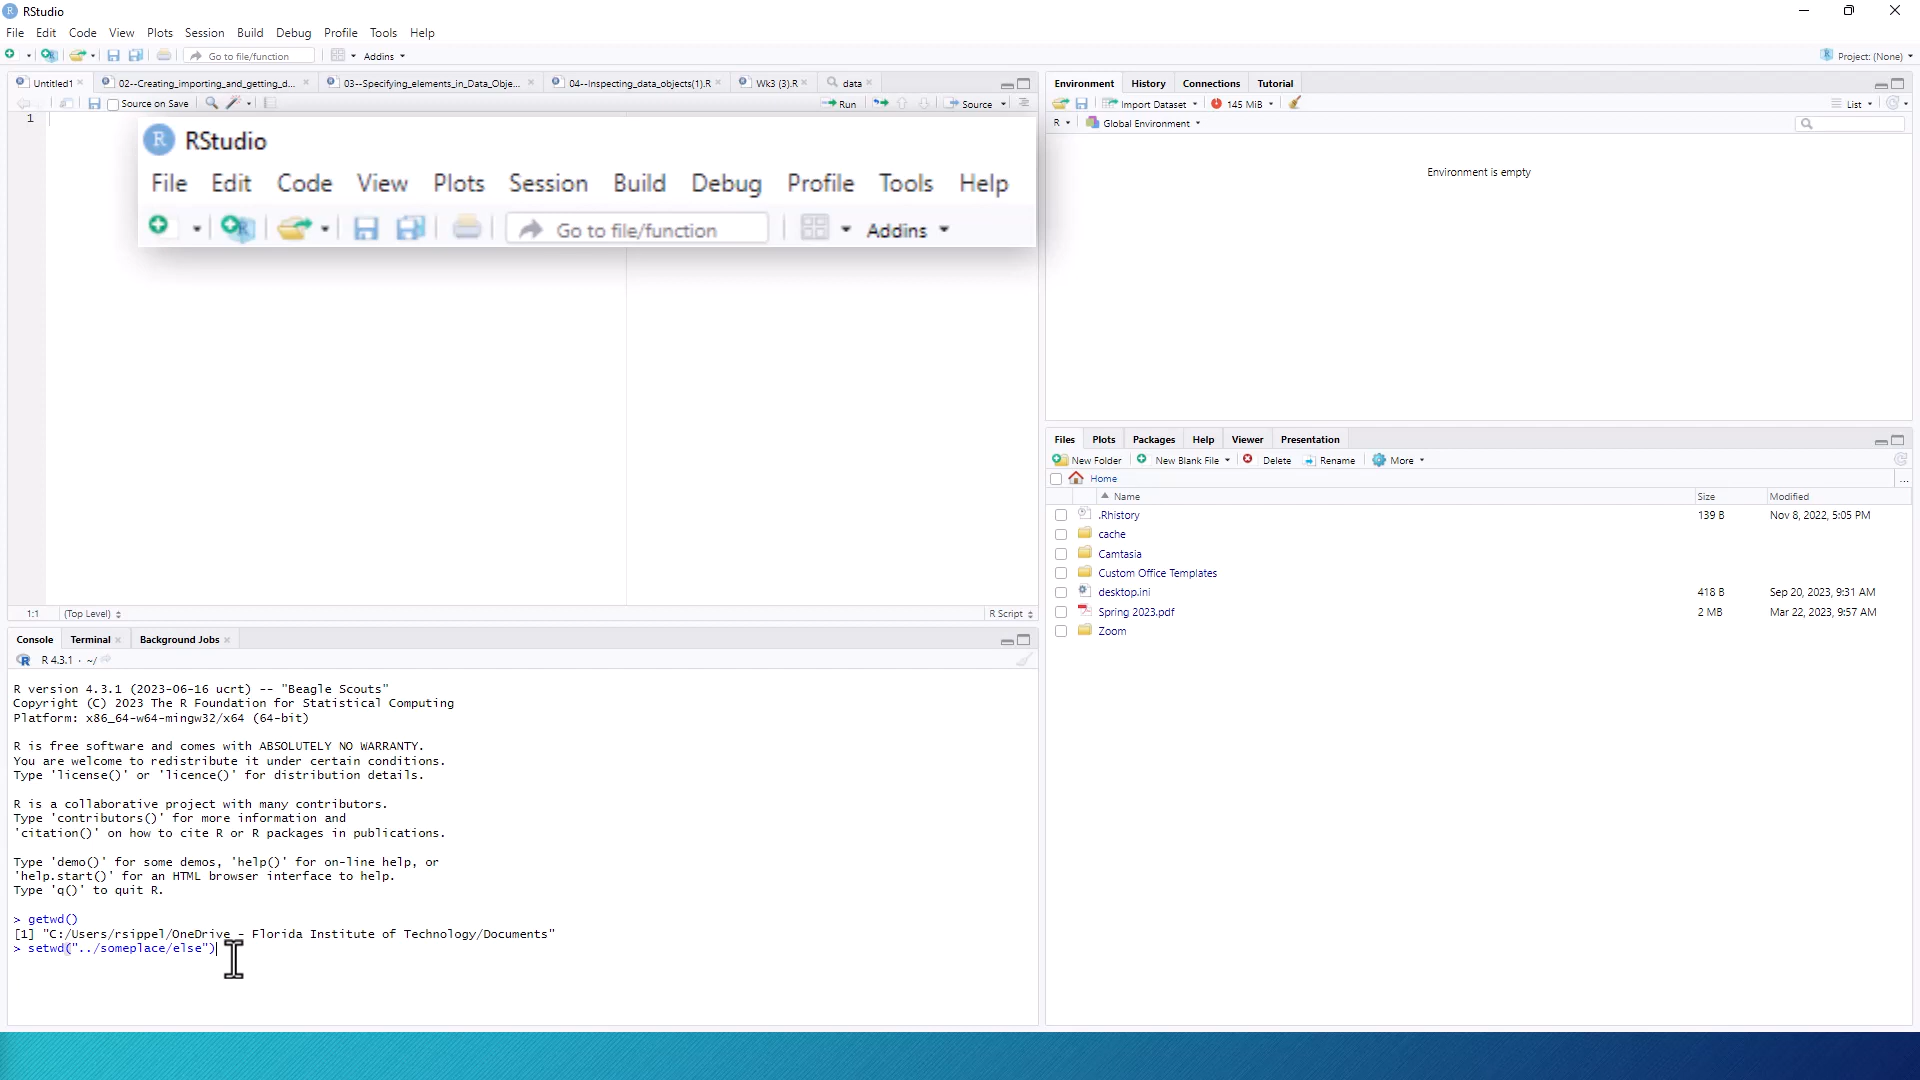 RStudio
File Edit Code View Plots Session Build Debug Profile Tools Help
Go to file/function Addins Project: (None)
Untitled1 02--Creating_importing_and_getting_d... 03--Specifying_elements_in_Data_Obje... 04--Inspecting_data_objects(1).R Wk3 (3).R data
Source on Save Run Source
1
RStudio
File Edit Code View Plots Session Build Debug Profile Tools Help
Go to file/function Addins
1:1 (Top Level) R Script
Console Terminal Background Jobs
R 4.3.1 · ~/
R version 4.3.1 (2023-06-16 ucrt) -- "Beagle Scouts"
Copyright (C) 2023 The R Foundation for Statistical Computing
Platform: x86_64-w64-mingw32/x64 (64-bit)
R is free software and comes with ABSOLUTELY NO WARRANTY.
You are welcome to redistribute it under certain conditions.
Type 'license()' or 'licence()' for distribution details.
R is a collaborative project with many contributors.
Type 'contributors()' for more information and
'citation()' on how to cite R or R packages in publications.
Type 'demo()' for some demos, 'help()' for on-line help, or
'help.start()' for an HTML browser interface to help.
Type 'q()' to quit R.
> getwd()
[1] "C:/Users/rsippel/OneDrive - Florida Institute of Technology/Documents"
> setwd("../someplace/else")
Environment History Connections Tutorial
Import Dataset 145 MiB List
R Global Environment
Environment is empty
Files Plots Packages Help Viewer Presentation
New Folder New Blank File Delete Rename More
Home ...
Name Size Modified
.Rhistory 139 B Nov 8, 2022, 5:05 PM
cache
Camtasia
Custom Office Templates
desktop.ini 418 B Sep 20, 2023, 9:31 AM
Spring 2023.pdf 2 MB Mar 22, 2023, 9:57 AM
Zoom